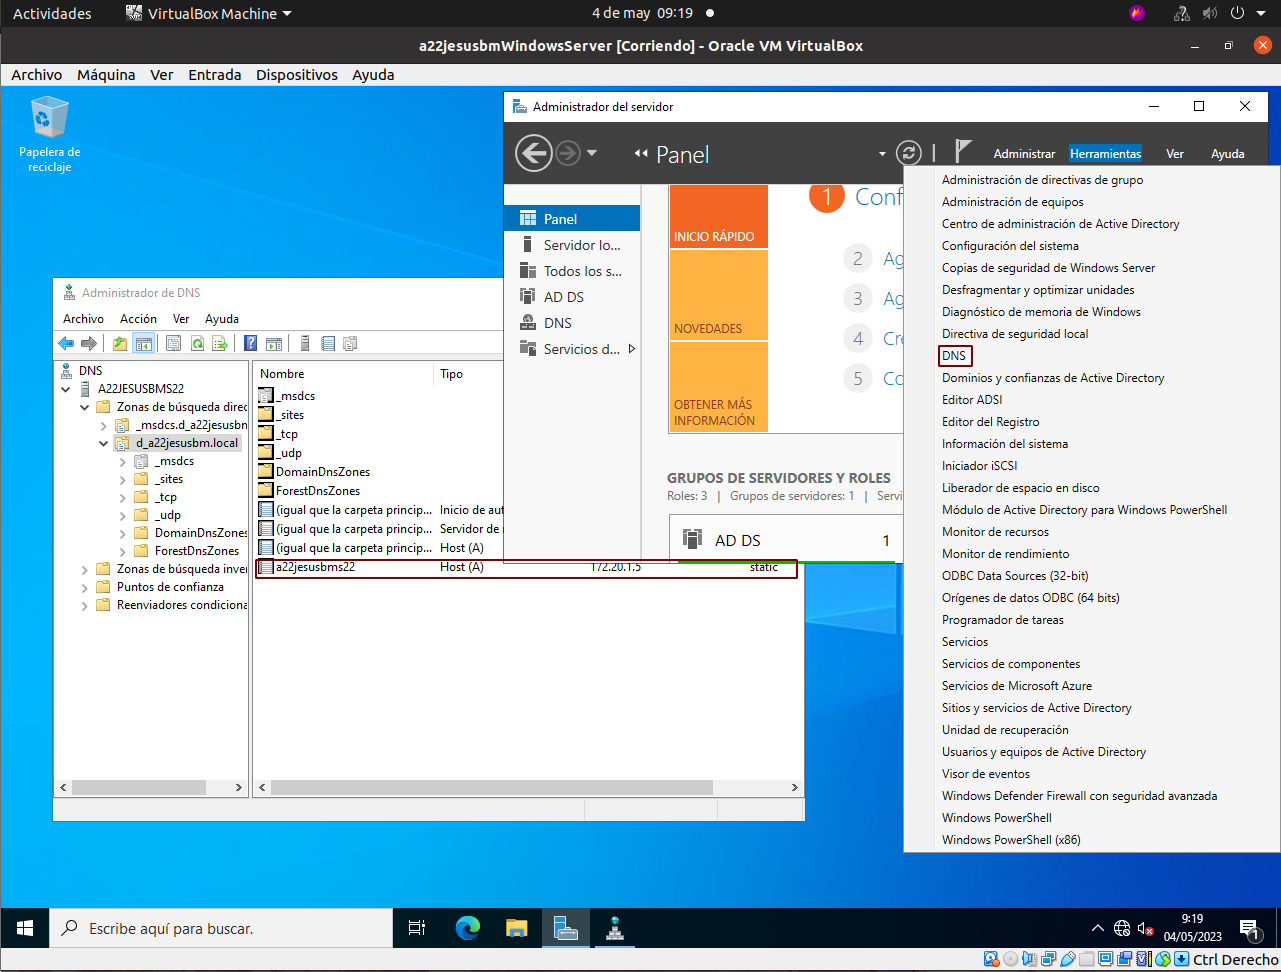 Actividades
VirtualBox Machine
4 de may 09:19
a22jesusbmWindowsServer [Corriendo] - Oracle VM VirtualBox
Archivo Máquina Ver Entrada Dispositivos Ayuda
Papelera de
reciclaje
Administrador del servidor
Panel
Administrar Herramientas Ver Ayuda
Panel
Servidor lo...
Todos los s...
AD DS
DNS
Servicios d...
INICIO RÁPIDO
NOVEDADES
OBTENER MÁS
INFORMACIÓN
1 Conf
2 Ag
3 Ag
4 Cre
5 Co
GRUPOS DE SERVIDORES Y ROLES
Roles: 3 | Grupos de servidores: 1 | Servi
AD DS 1
Administración de directivas de grupo
Administración de equipos
Centro de administración de Active Directory
Configuración del sistema
Copias de seguridad de Windows Server
Desfragmentar y optimizar unidades
Diagnóstico de memoria de Windows
Directiva de seguridad local
DNS
Dominios y confianzas de Active Directory
Editor ADSI
Editor del Registro
Información del sistema
Iniciador iSCSI
Liberador de espacio en disco
Módulo de Active Directory para Windows PowerShell
Monitor de recursos
Monitor de rendimiento
ODBC Data Sources (32-bit)
Orígenes de datos ODBC (64 bits)
Programador de tareas
Servicios
Servicios de componentes
Servicios de Microsoft Azure
Sitios y servicios de Active Directory
Unidad de recuperación
Usuarios y equipos de Active Directory
Visor de eventos
Windows Defender Firewall con seguridad avanzada
Windows PowerShell
Windows PowerShell (x86)
Administrador de DNS
Archivo Acción Ver Ayuda
DNS
A22JESUSBMS22
Zonas de búsqueda direc
_msdcs.d_a22jesusbn
d_a22jesusbm.local
_msdcs
_sites
_tcp
_udp
DomainDnsZones
ForestDnsZones
Zonas de búsqueda inver
Puntos de confianza
Reenviadores condiciona
Nombre Tipo
_msdcs
_sites
_tcp
_udp
DomainDnsZones
ForestDnsZones
(igual que la carpeta princip... Inicio de aut
(igual que la carpeta princip... Servidor de
(igual que la carpeta princip... Host (A)
a22jesusbms22 Host (A) 172.20.1.5 static
Escribe aquí para buscar.
9:19
04/05/2023
1
Ctrl Derecho